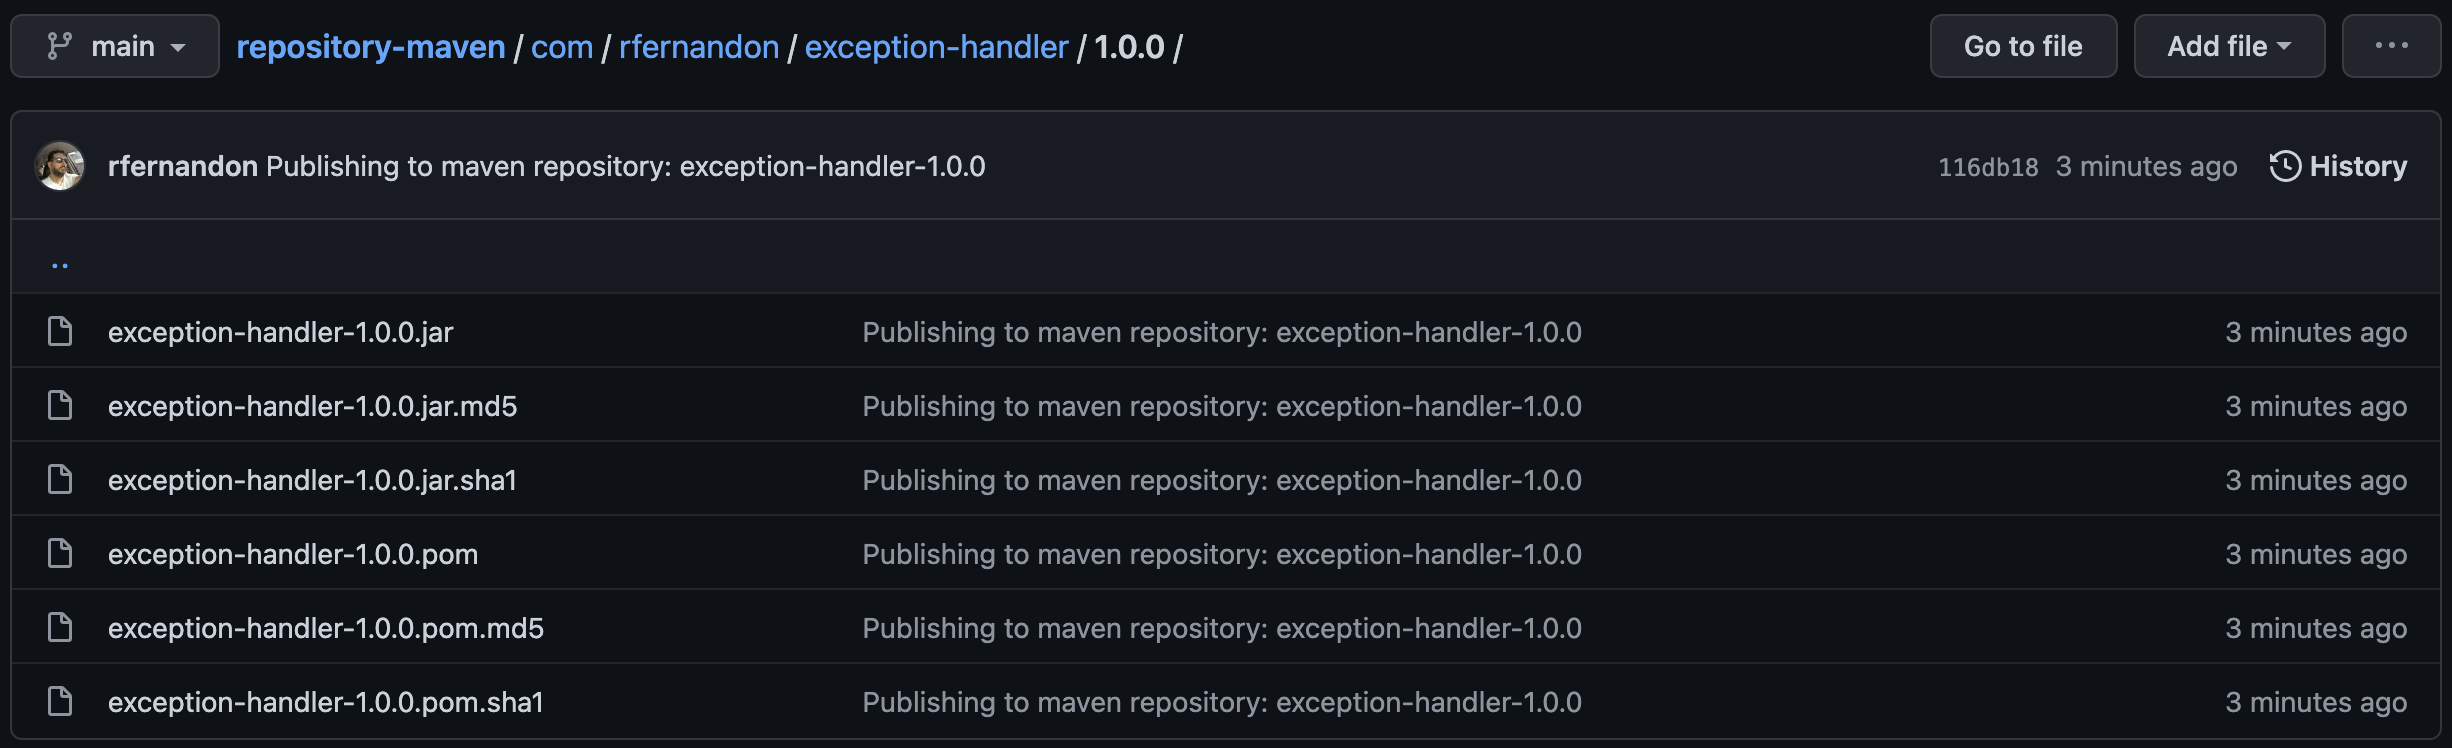 main repository-maven / com / rfernandon / exception-handler / 1.0.0 / Go to file Add file ...
rfernandon Publishing to maven repository: exception-handler-1.0.0 116db18 3 minutes ago History
..
exception-handler-1.0.0.jar Publishing to maven repository: exception-handler-1.0.0 3 minutes ago
exception-handler-1.0.0.jar.md5 Publishing to maven repository: exception-handler-1.0.0 3 minutes ago
exception-handler-1.0.0.jar.sha1 Publishing to maven repository: exception-handler-1.0.0 3 minutes ago
exception-handler-1.0.0.pom Publishing to maven repository: exception-handler-1.0.0 3 minutes ago
exception-handler-1.0.0.pom.md5 Publishing to maven repository: exception-handler-1.0.0 3 minutes ago
exception-handler-1.0.0.pom.sha1 Publishing to maven repository: exception-handler-1.0.0 3 minutes ago